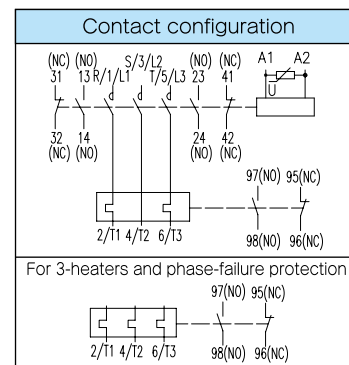 Contact configuration
(NC) (NO) S/3/L2 (NO) (NC) A1 A2
31 13 R/1/L1 T/5/L3 23 41
U
32 14 24 42
(NC) (NO) (NO) (NC)
97(NO) 95(NC)
2/T1 4/T2 6/T3
98(NO) 96(NC)
For 3-heaters and phase-failure protection
97(NO) 95(NC)
2/T1 4/T2 6/T3
98(NO) 96(NC)